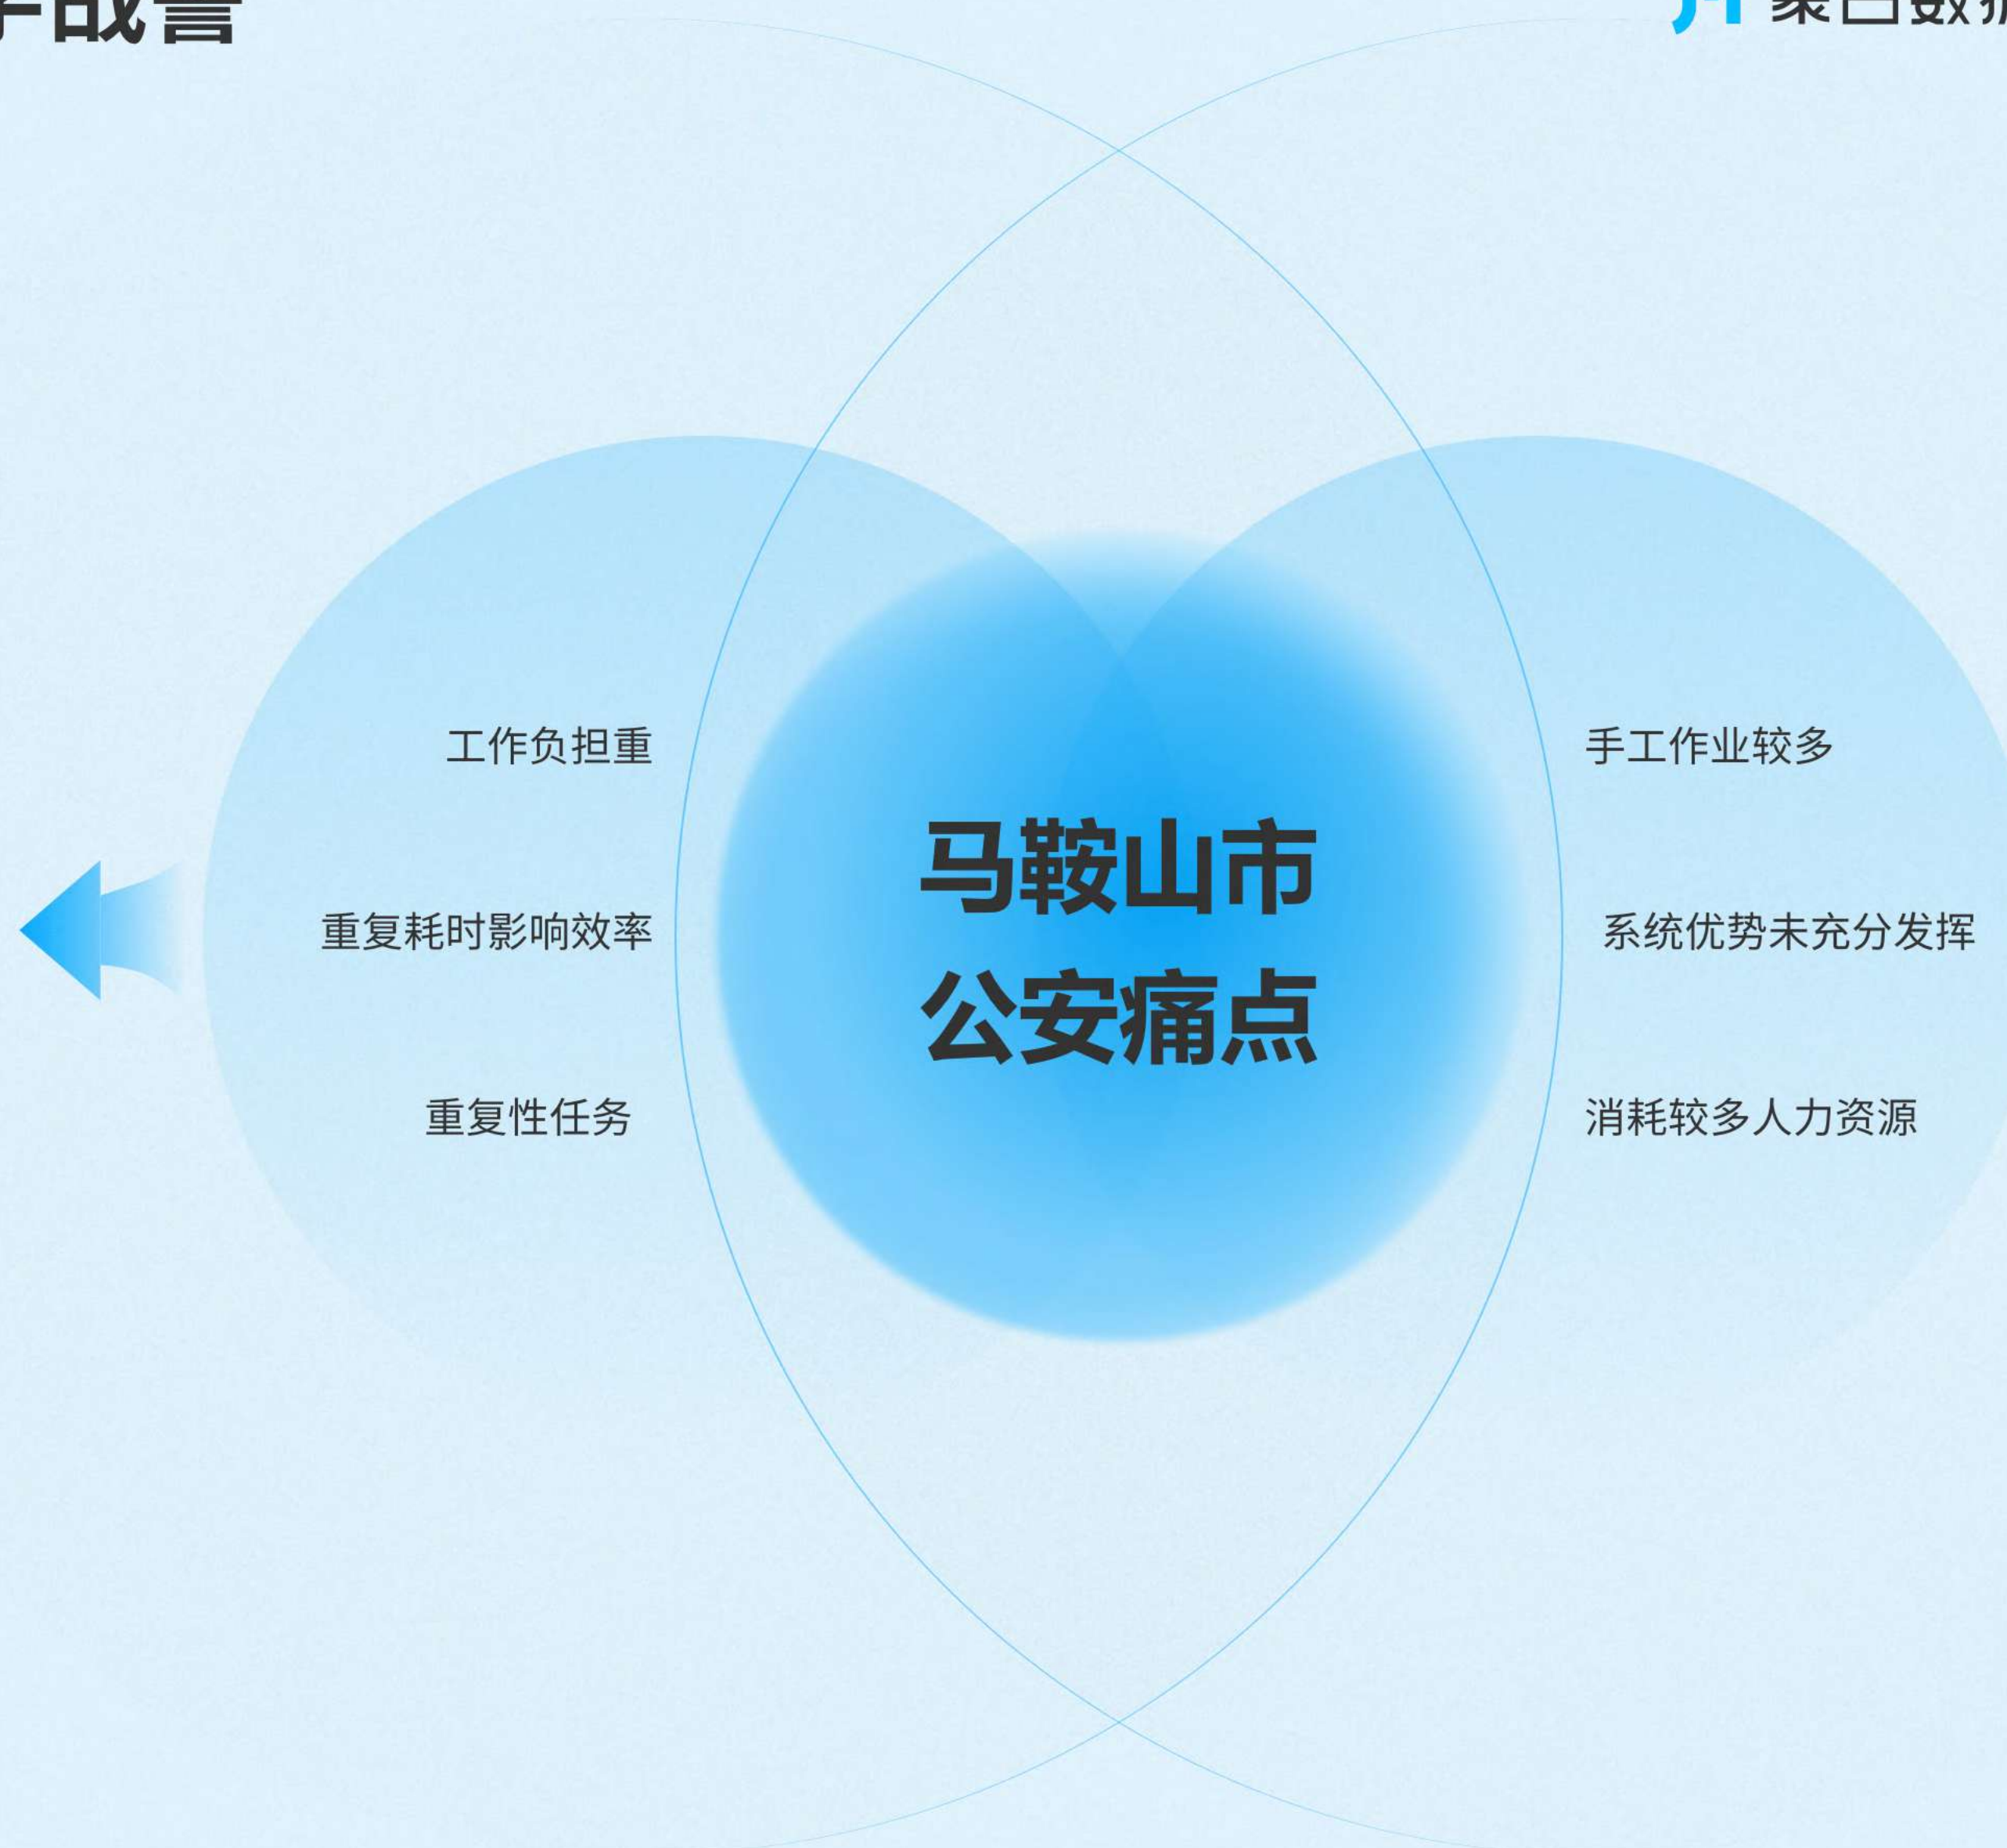 工作负担重
重复耗时影响效率
重复性任务
马鞍山市
公安痛点
手工作业较多
系统优势未充分发挥
消耗较多人力资源